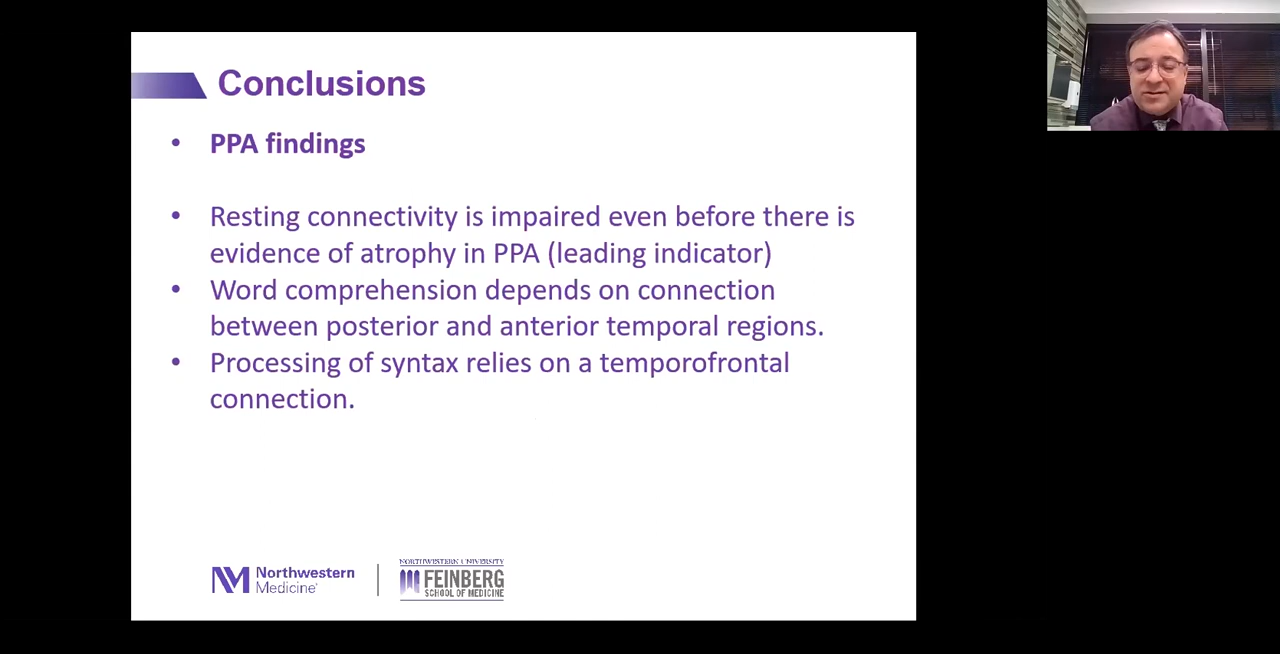 Conclusions
• PPA findings
• Resting connectivity is impaired even before there is
evidence of atrophy in PPA (leading indicator)
• Word comprehension depends on connection
between posterior and anterior temporal regions.
• Processing of syntax relies on a temporofrontal
connection.
NM Northwestern
Medicine
NORTHWESTERN UNIVERSITY
FEINBERG
SCHOOL OF MEDICINE